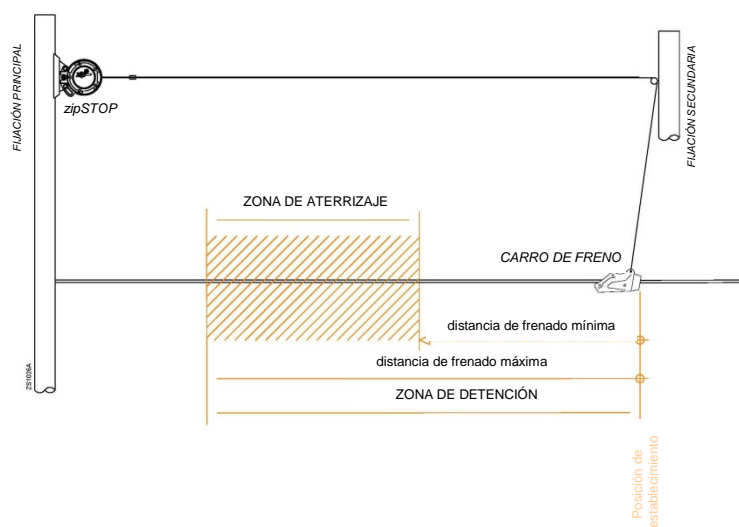 FIJACIÓN PRINCIPAL
zipSTOP
FIJACIÓN SECUNDARIA
ZONA DE ATERRIZAJE
CARRO DE FRENO
distancia de frenado mínima
distancia de frenado máxima
ZONA DE DETENCIÓN
ZS1026A
Posición de
establecimiento